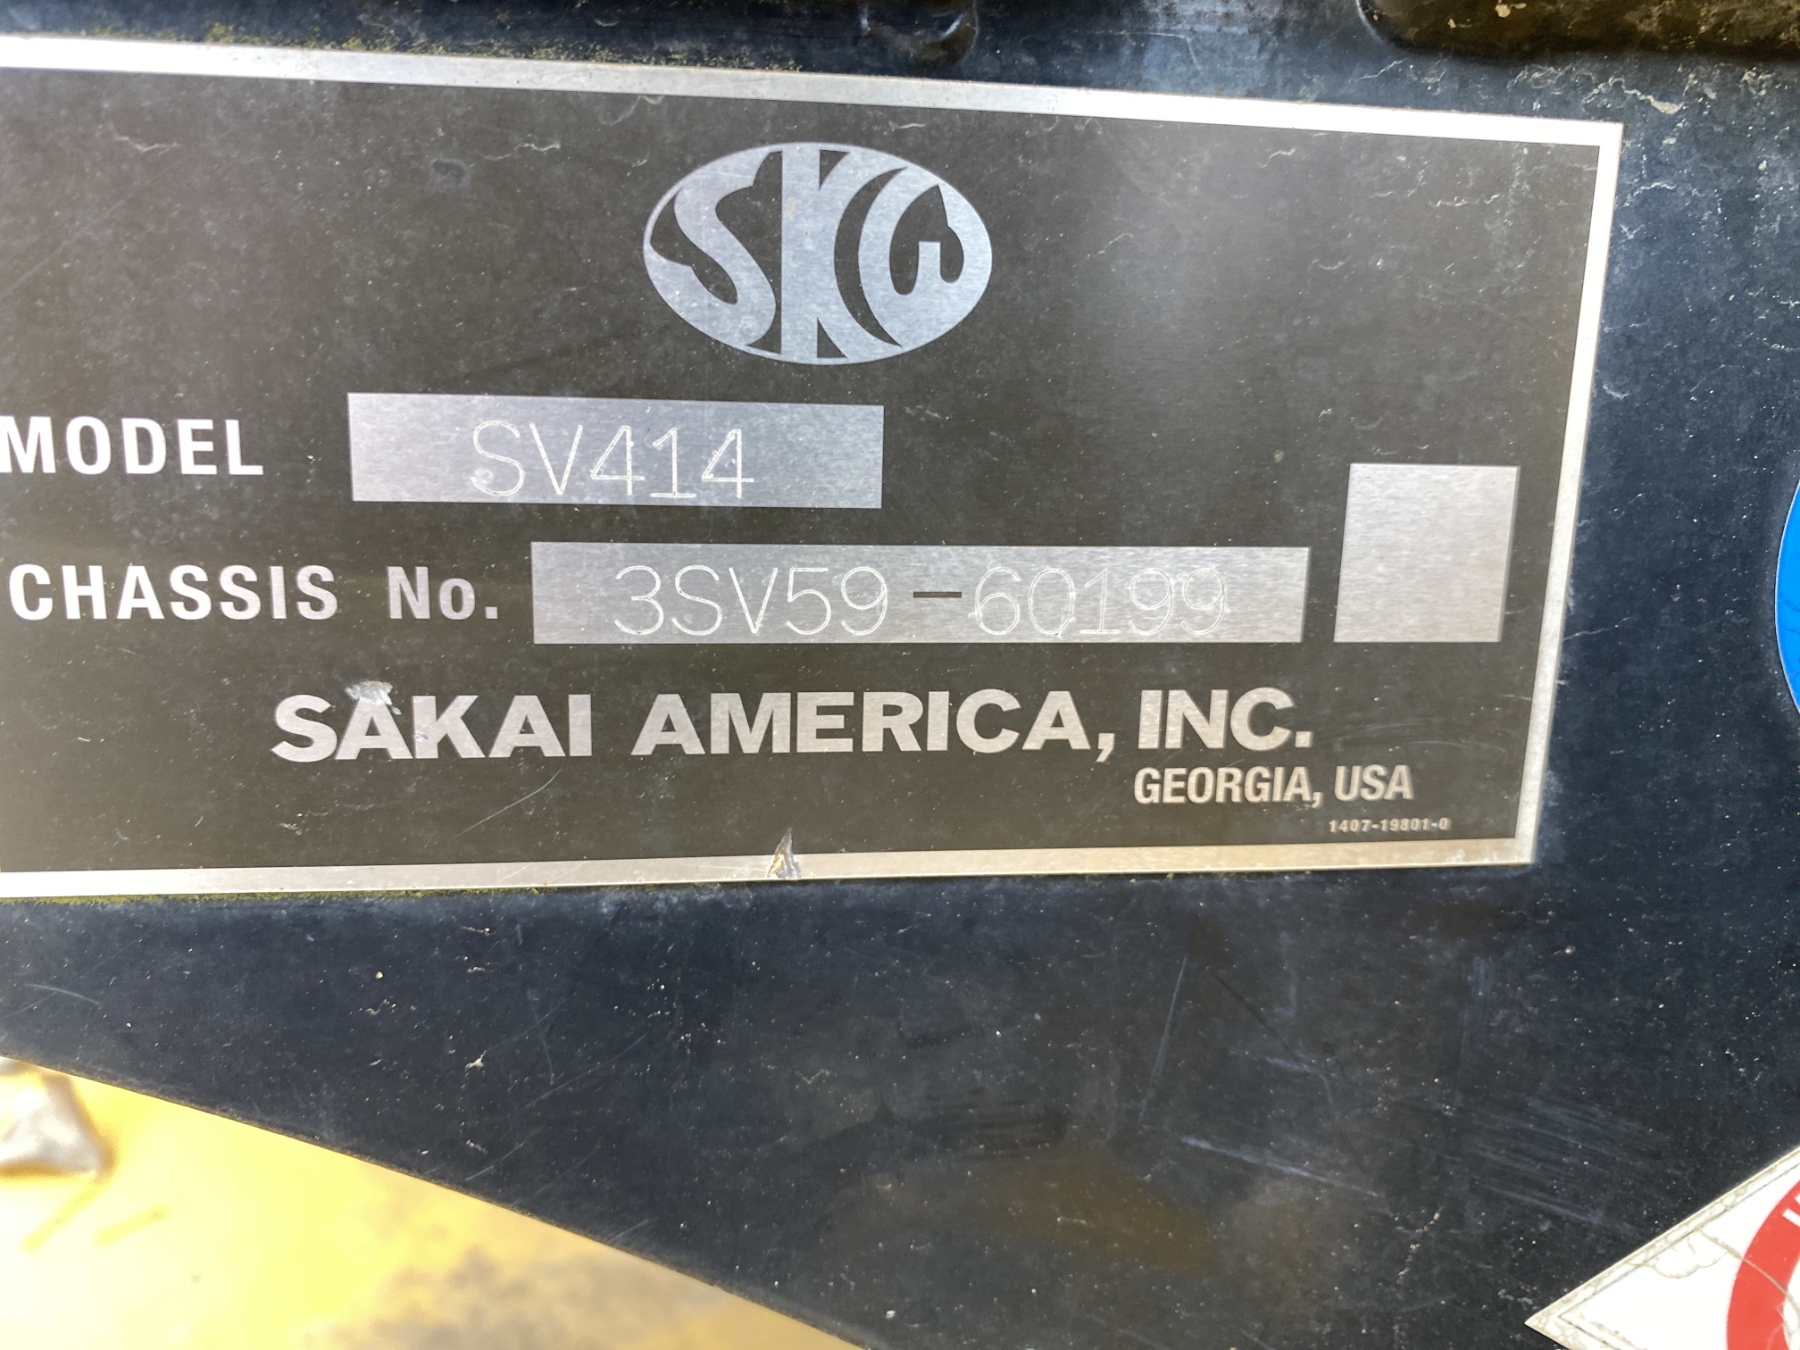 SKW
MODEL SV414
CHASSIS No. 3SV59-60199
SAKAI AMERICA, INC.
GEORGIA, USA
1407-19801-0